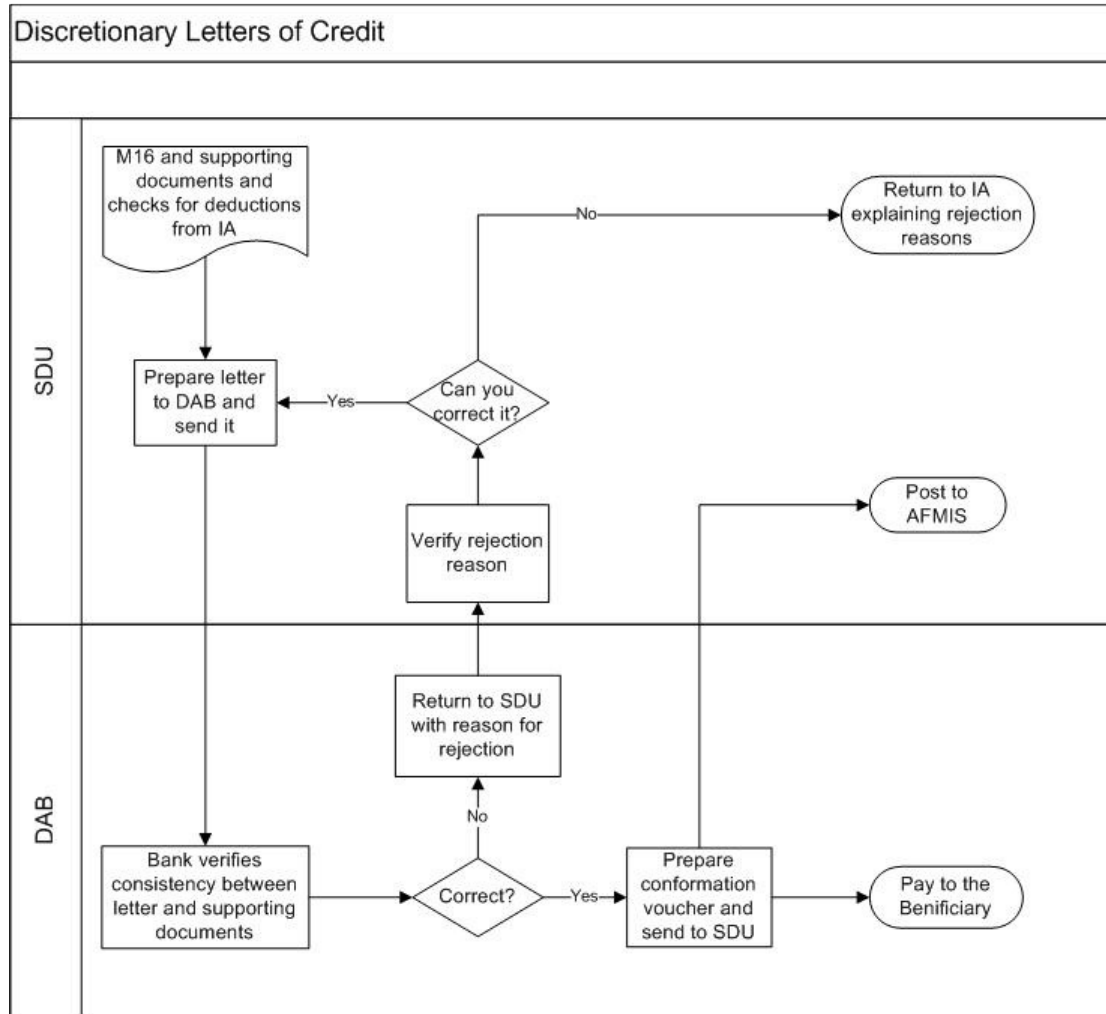 Discretionary Letters of Credit
SDU
M16 and supporting
documents and
checks for deductions
from IA
No
Return to IA
explaining rejection
reasons
Prepare letter
to DAB and
send it
Yes
Can you
correct it?
Verify rejection
reason
Post to
AFMIS
DAB
Return to SDU
with reason for
rejection
No
Bank verifies
consistency between
letter and supporting
documents
Correct?
Yes
Prepare
conformation
voucher and
send to SDU
Pay to the
Benificiary